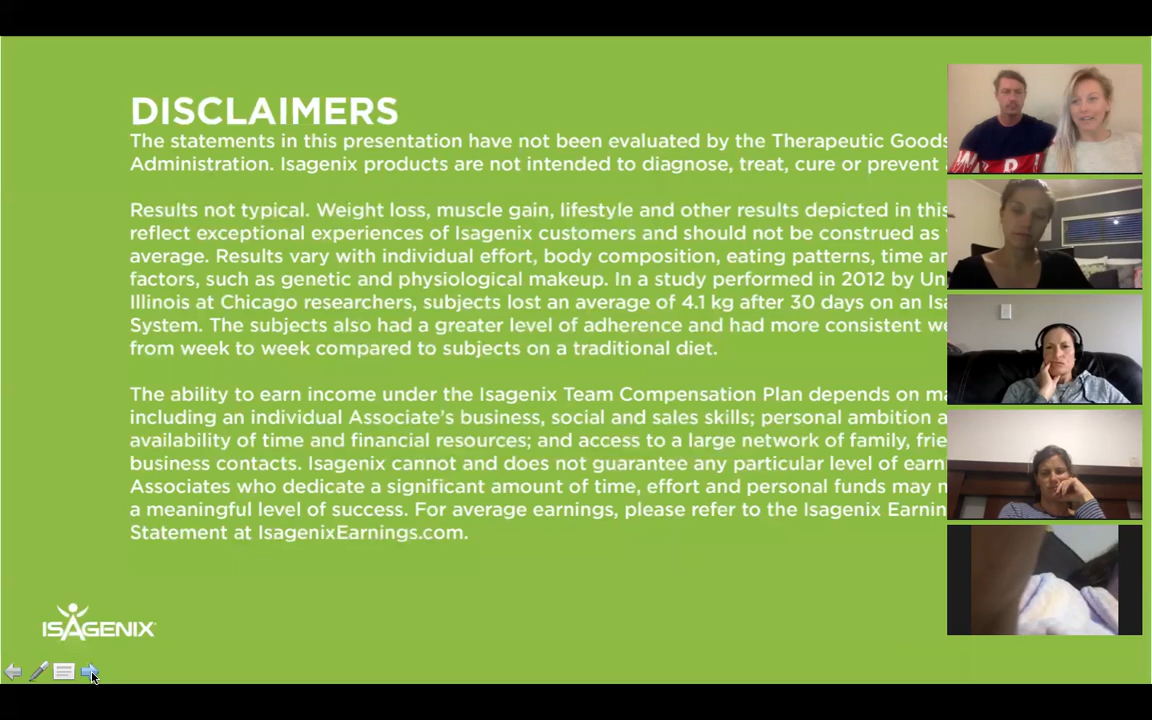 DISCLAIMERS
The statements in this presentation have not been evaluated by the Therapeutic Goods
Administration. Isagenix products are not intended to diagnose, treat, cure or prevent
Results not typical. Weight loss, muscle gain, lifestyle and other results depicted in this
reflect exceptional experiences of Isagenix customers and should not be construed as
average. Results vary with individual effort, body composition, eating patterns, time
factors, such as genetic and physiological makeup. In a study performed in 2012 by
Illinois at Chicago researchers, subjects lost an average of 4.1 kg after 30 days on an
System. The subjects also had a greater level of adherence and had more consistent
from week to week compared to subjects on a traditional diet.
The ability to earn income under the Isagenix Team Compensation Plan depends on
including an individual Associate's business, social and sales skills; personal ambition
availability of time and financial resources; and access to a large network of family,
business contacts. Isagenix cannot and does not guarantee any particular level of
Associates who dedicate a significant amount of time, effort and personal funds may
a meaningful level of success. For average earnings, please refer to the Isagenix
Statement at IsagenixEarnings.com.
ISAGENIX